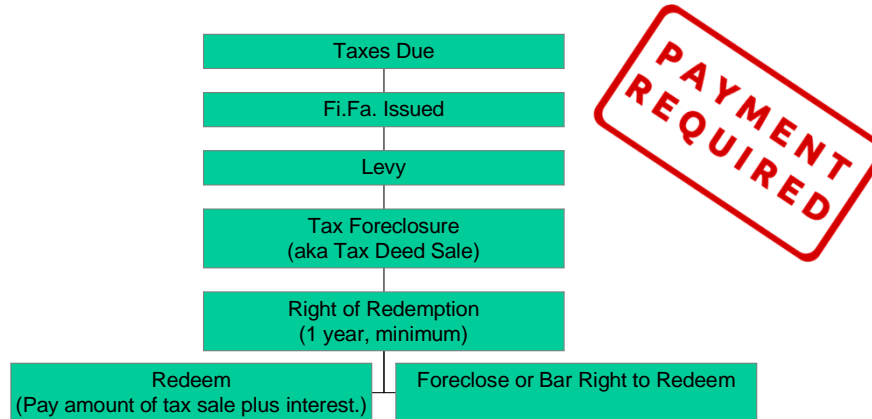 Taxes Due
PAYMENT
REQUIRED
Fi.Fa. Issued
Levy
Tax Foreclosure
(aka Tax Deed Sale)
Right of Redemption
(1 year, minimum)
Redeem
(Pay amount of tax sale plus interest.)
Foreclose or Bar Right to Redeem